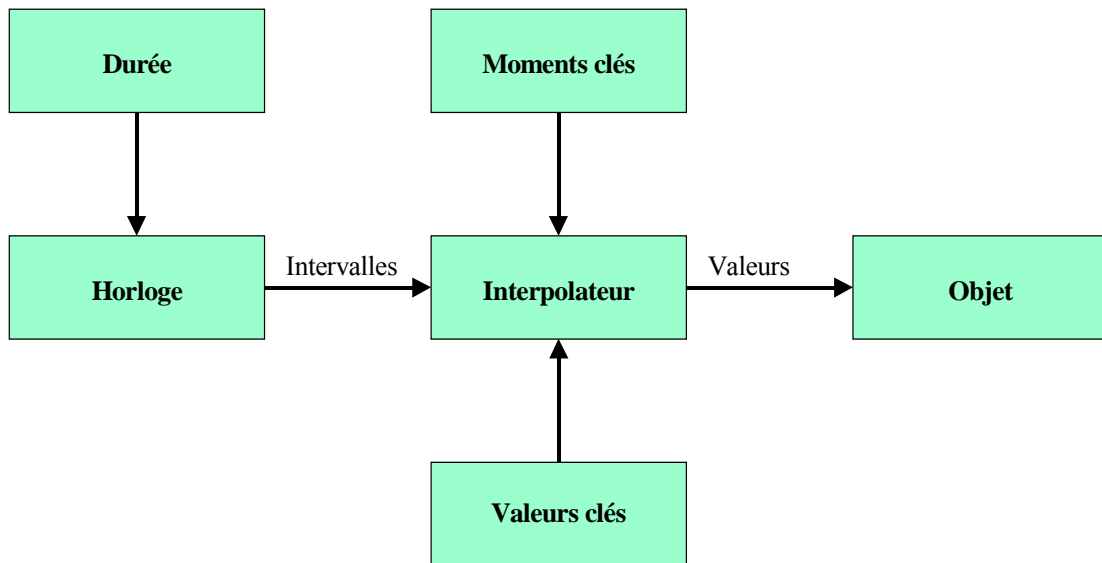 Durée
Moments clés
Intervalles
Valeurs
Horloge
Interpolateur
Objet
Valeurs clés